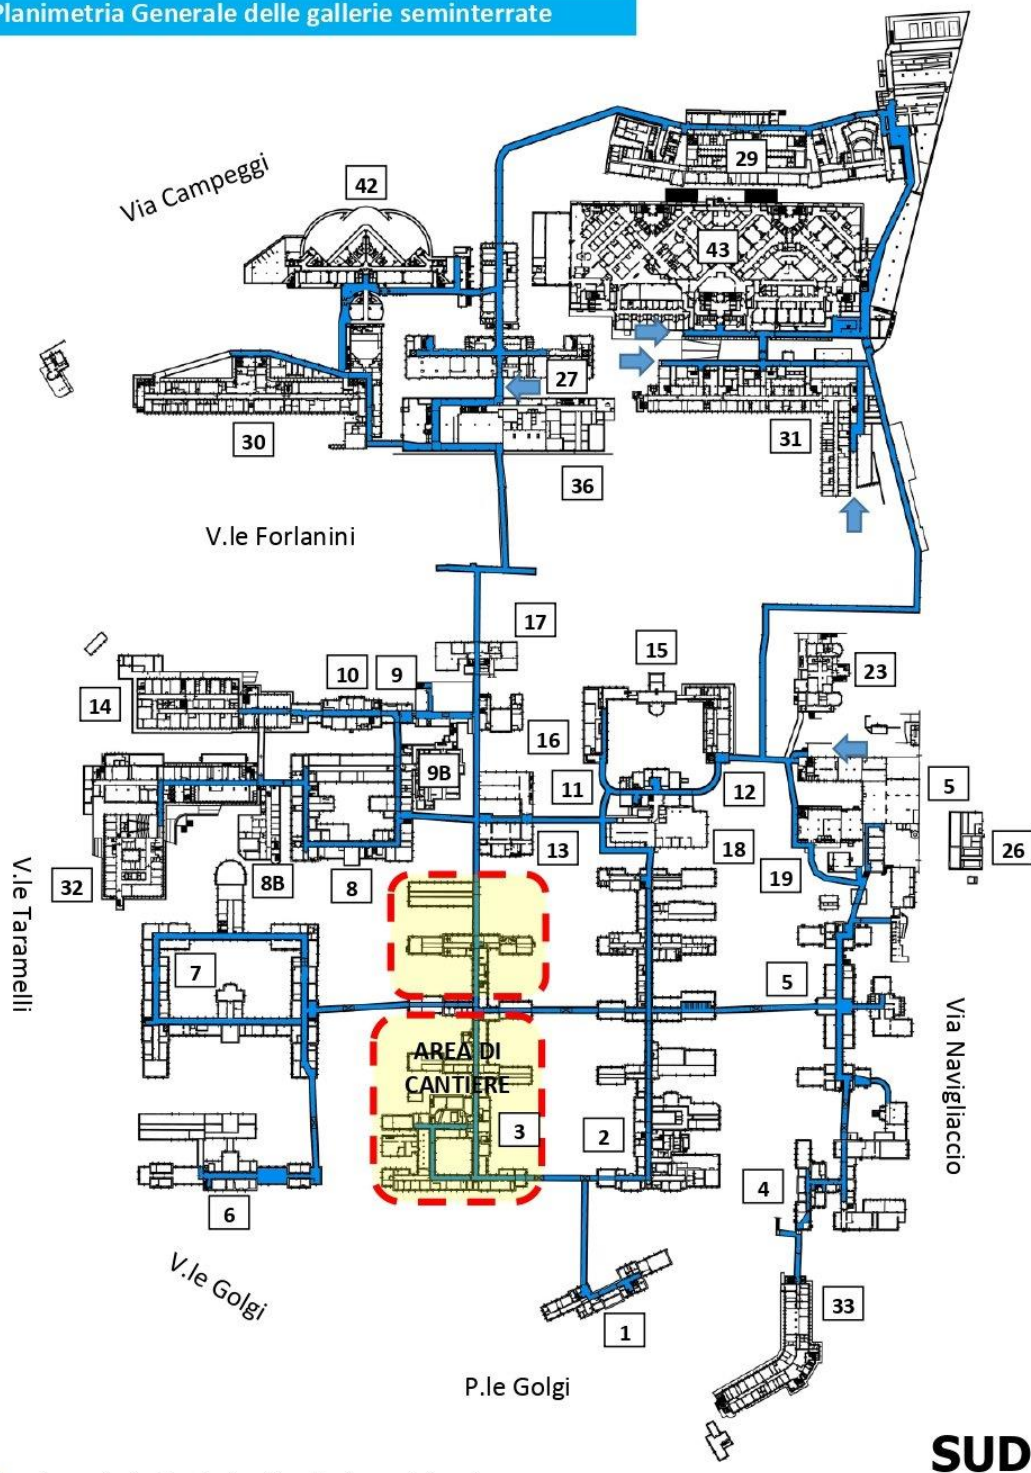 Planimetria Generale delle gallerie seminterrate
29
Via Campeggi
42
43
27
30
31
36
V.le Forlanini
17
15
10
9
23
14
16
9B
11
12
5
13
18
26
V.le Taramelli
32
8B
8
19
7
5
Via Navigliaccio
AREA DI
CANTIERE
3
2
4
6
V.le Golgi
33
1
P.le Golgi
SUD